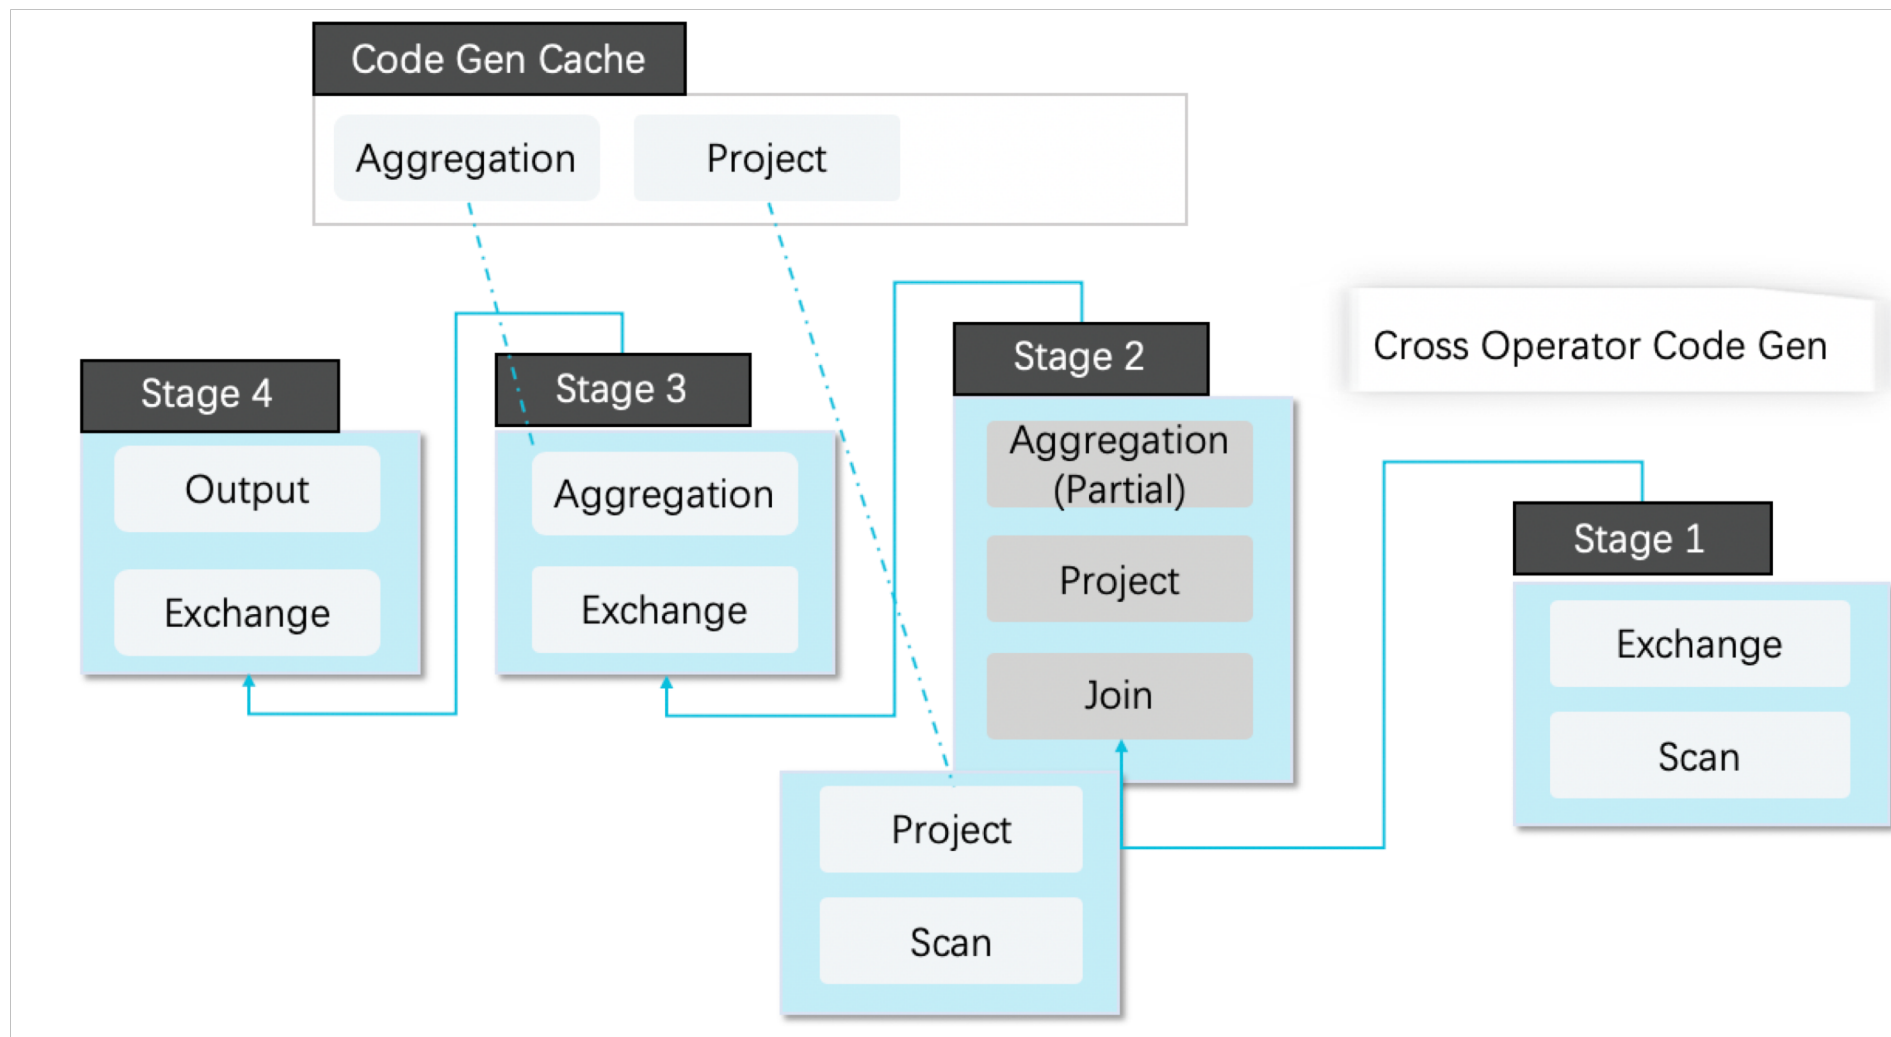 Code Gen Cache
Aggregation
Project
Stage 4
Output
Exchange
Stage 3
Aggregation
Exchange
Stage 2
Aggregation
(Partial)
Project
Join
Project
Scan
Cross Operator Code Gen
Stage 1
Exchange
Scan